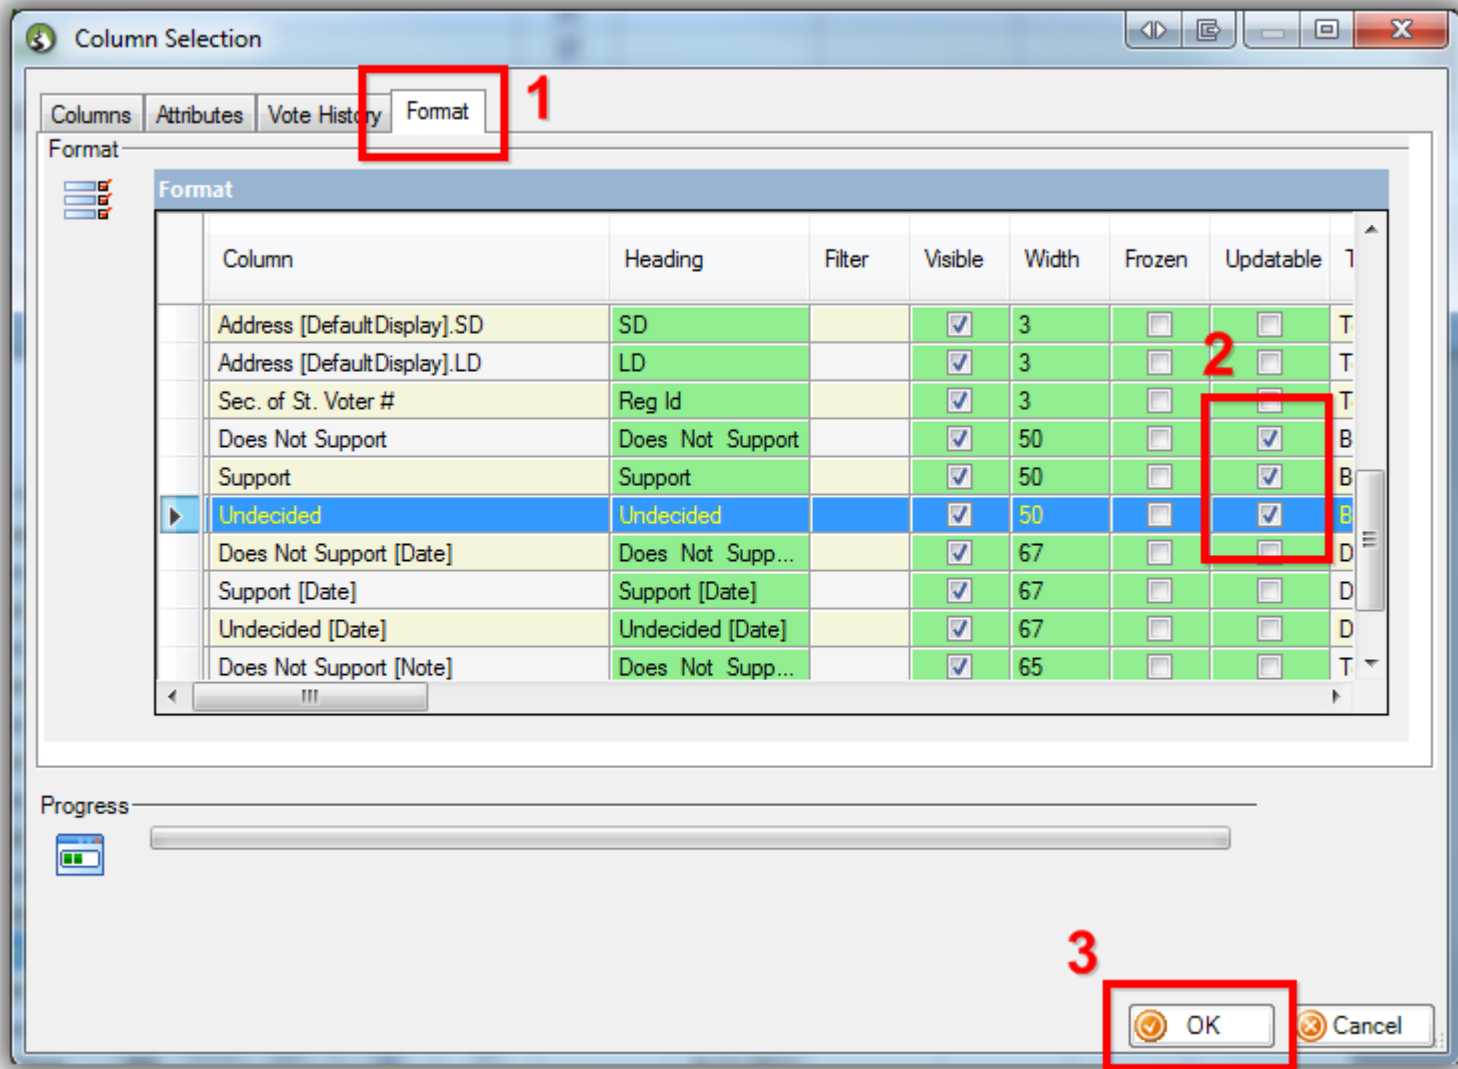 Column Selection
1
Columns Attributes Vote History Format
Format
Format
Column Heading Filter Visible Width Frozen Updatable
Address [DefaultDisplay].SD SD 3
2
Address [DefaultDisplay].LD LD 3
Sec. of St. Voter # Reg Id 3
Does Not Support Does Not Support 50 B
Support Support 50 B
Undecided Undecided 50 B
Does Not Support [Date] Does Not Supp... 67 D
Support [Date] Support [Date] 67 D
Undecided [Date] Undecided [Date] 67 D
Does Not Support [Note] Does Not Supp... 65
Progress
3
OK Cancel